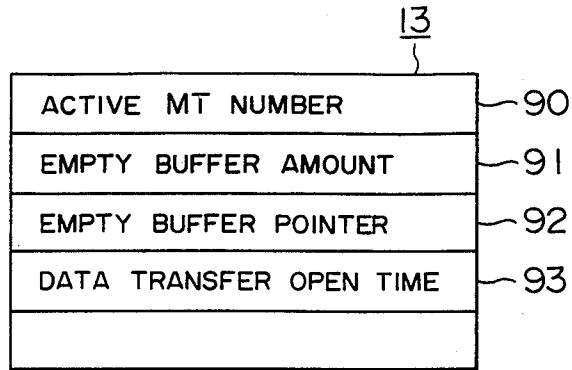 13
ACTIVE MT NUMBER 90
EMPTY BUFFER AMOUNT 91
EMPTY BUFFER POINTER 92
DATA TRANSFER OPEN TIME 93